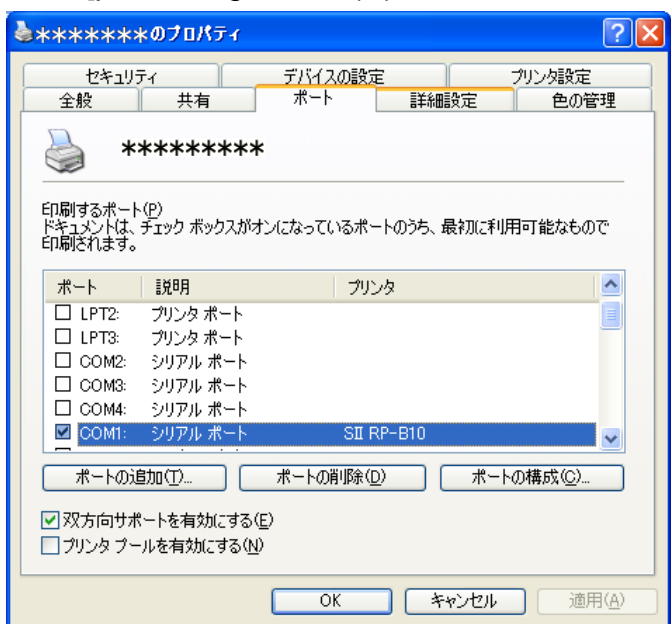 *******のプロパティ
セキュリティ デバイスの設定 プリンタ設定
全般 共有 ポート 詳細設定 色の管理
*********
印刷するポート(P)
ドキュメントは、チェック ボックスがオンになっているポートのうち、最初に利用可能なもので
印刷されます。
ポート 説明 プリンタ
LPT2: プリンタ ポート
LPT3: プリンタ ポート
COM2: シリアル ポート
COM3: シリアル ポート
COM4: シリアル ポート
COM1: シリアル ポート SII RP-B10
ポートの追加(T)... ポートの削除(D) ポートの構成(C)...
双方向サポートを有効にする(E)
プリンタ プールを有効にする(N)
OK キャンセル 適用(A)